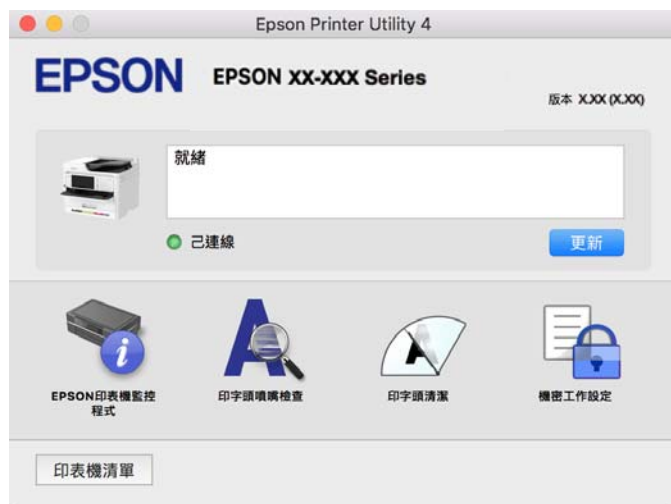 Epson Printer Utility 4
EPSON
EPSON XX-XXX Series
版本 X.XX (X.XX)
就緒
己連線
更新
EPSON印表機監控
程式
印字頭噴嘴檢查
印字頭清潔
機密工作設定
印表機清單